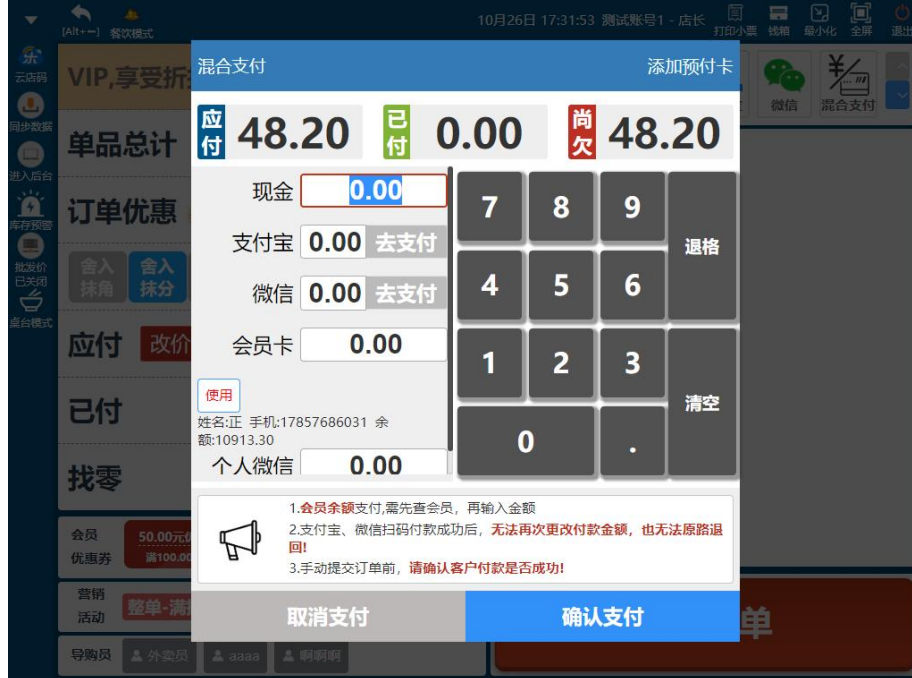 10月26日 17:31:53 测试账号1 - 店长
打印小票
钱箱
最小化
全屏
退出
[Alt+←]
餐饮模式
云店码
同步数据
进入后台
库存预警
批发价
已关闭
桌台模式
VIP,享受折
微信
混合支付
单品总计
订单优惠
舍入
抹角
舍入
抹分
应付
改价
已付
找零
会员
优惠券
50.00元
满100.00
营销
活动
整单-满
导购员
外卖员
aaaa
啊啊啊
单
混合支付
添加预付卡
应付 48.20
已付 0.00
尚欠 48.20
现金 0.00
支付宝 0.00 去支付
微信 0.00 去支付
会员卡 0.00
使用
姓名:正 手机:17857686031 余
额:10913.30
个人微信 0.00
7 8 9
退格
4 5 6
1 2 3
清空
0 .
1.会员余额支付,需先查会员，再输入金额
2.支付宝、微信扫码付款成功后，无法再次更改付款金额，也无法原路退
回!
3.手动提交订单前，请确认客户付款是否成功!
取消支付
确认支付